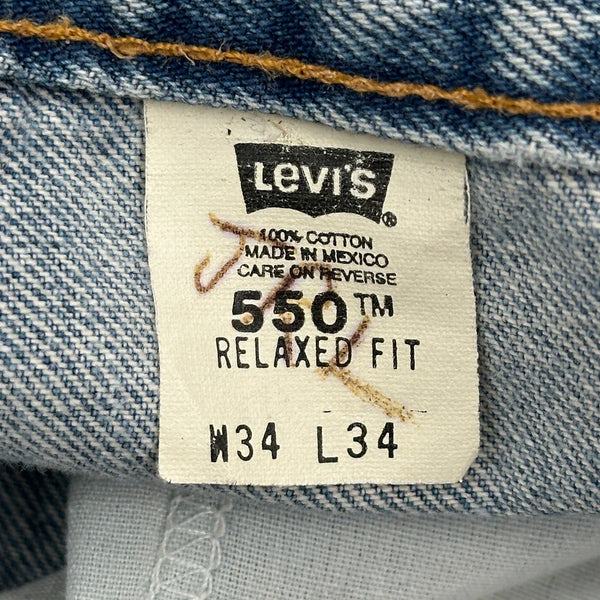 Levi's ®
100% COTTON
MADE IN MEXICO
CARE ON REVERSE
550™
RELAXED FIT
W34 L34